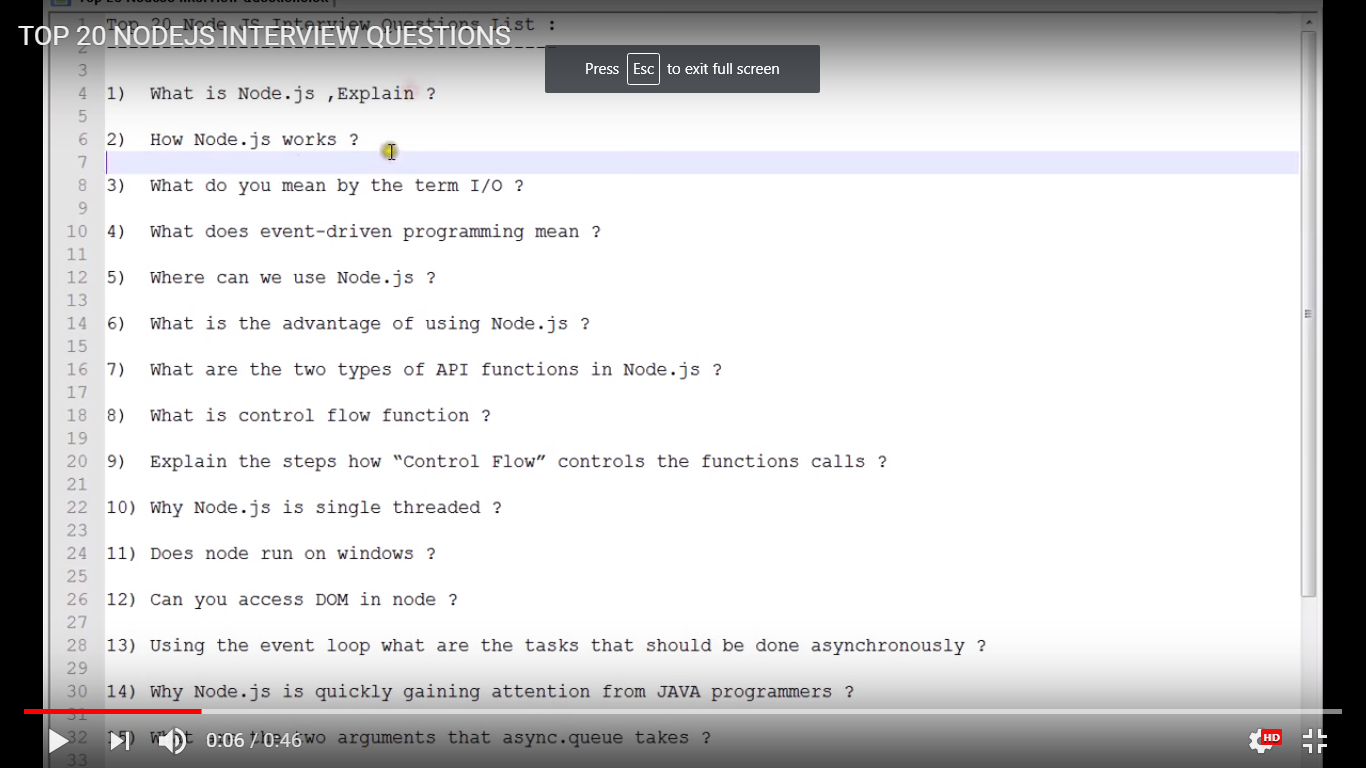 Top 20 Node JS Interview Questions List :
TOP 20 NODEJS INTERVIEW QUESTIONS
Press Esc to exit full screen
1
2
3
4 1) What is Node.js ,Explain ?
5
6 2) How Node.js works ?
7
8 3) What do you mean by the term I/O ?
9
10 4) What does event-driven programming mean ?
11
12 5) Where can we use Node.js ?
13
14 6) What is the advantage of using Node.js ?
15
16 7) What are the two types of API functions in Node.js ?
17
18 8) What is control flow function ?
19
20 9) Explain the steps how “Control Flow” controls the functions calls ?
21
22 10) Why Node.js is single threaded ?
23
24 11) Does node run on windows ?
25
26 12) Can you access DOM in node ?
27
28 13) Using the event loop what are the tasks that should be done asynchronously ?
29
30 14) Why Node.js is quickly gaining attention from JAVA programmers ?
31
32 15) What are the two arguments that async.queue takes ?
0:06 / 0:46
HD
33